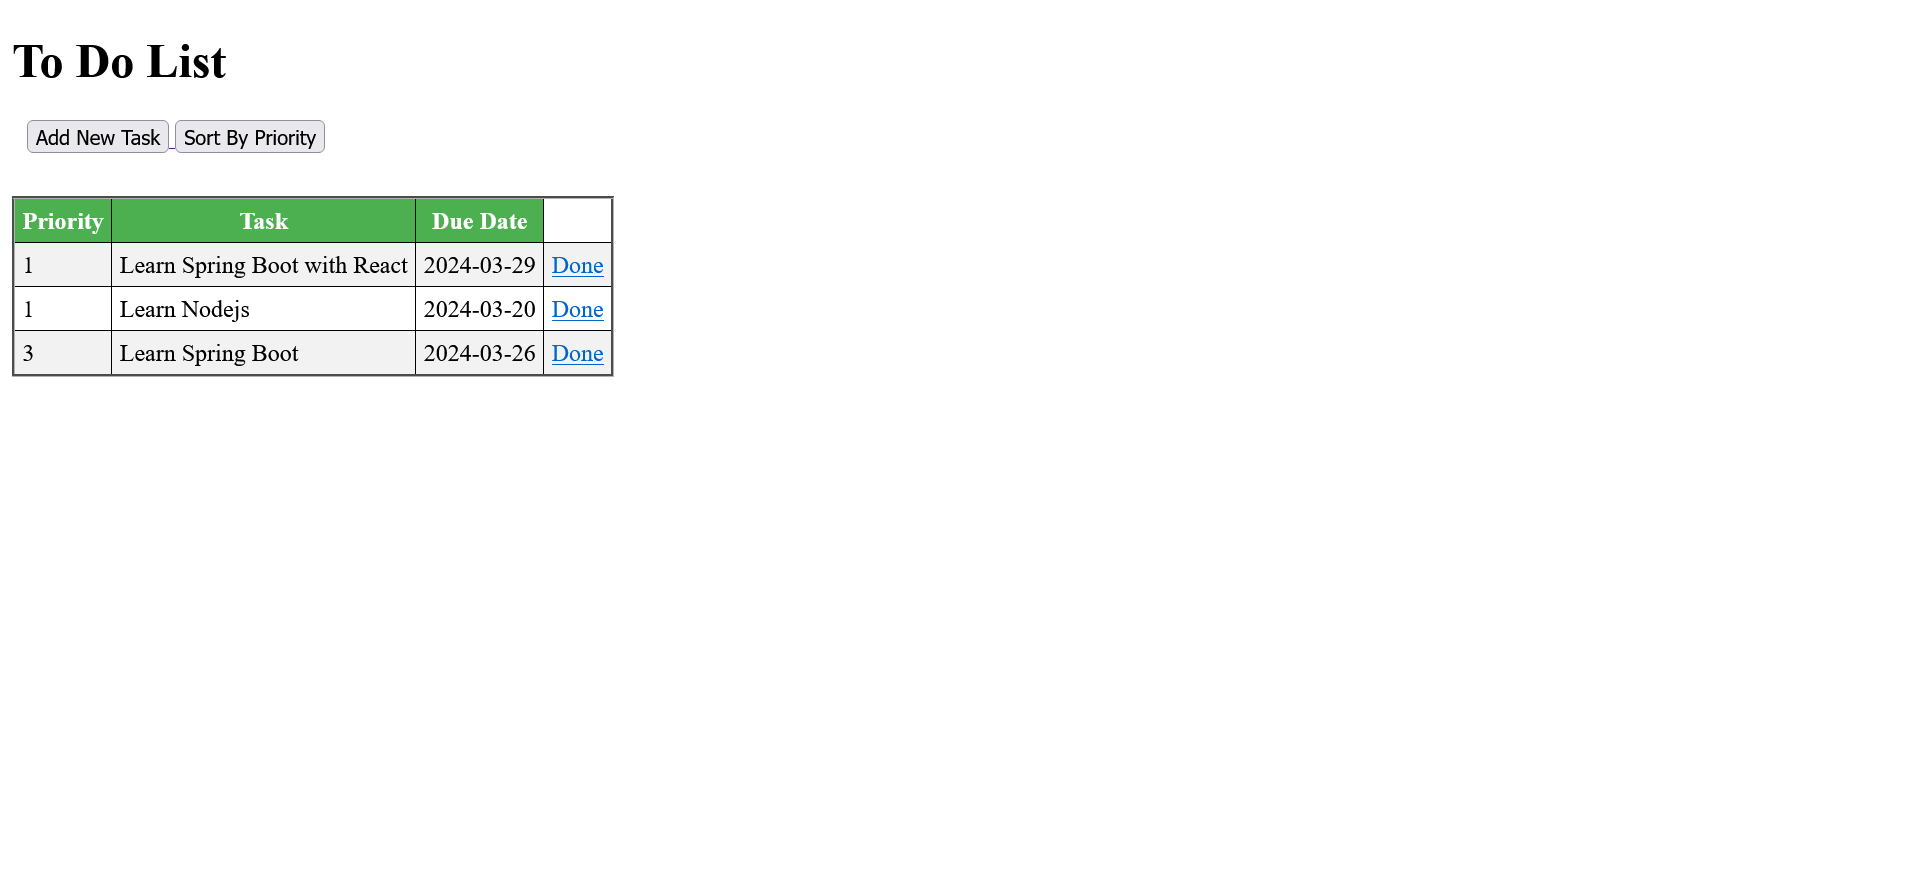 To Do List
Add New Task Sort By Priority
Priority Task Due Date
1 Learn Spring Boot with React 2024-03-29 Done
1 Learn Nodejs 2024-03-20 Done
3 Learn Spring Boot 2024-03-26 Done